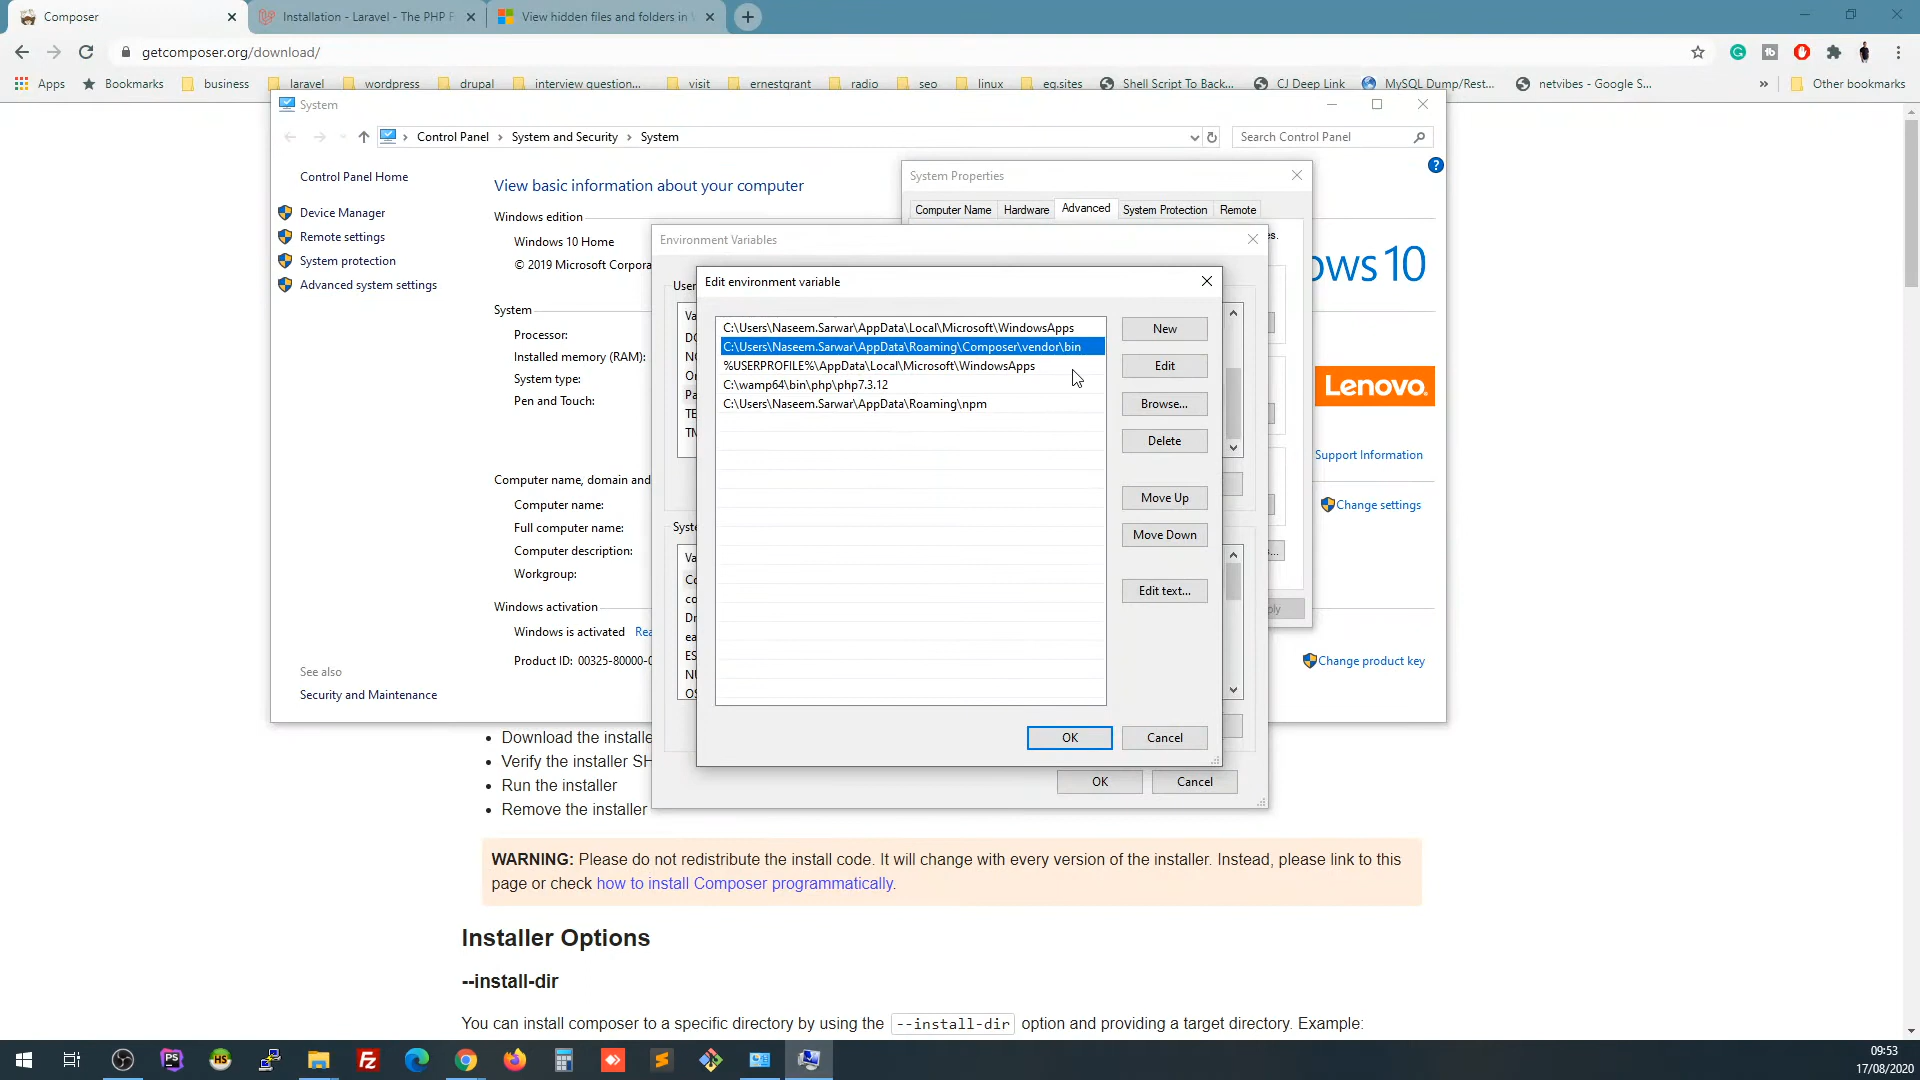 Composer
Installation - Laravel - The PHP F
View hidden files and folders in
getcomposer.org/download/
Apps
Bookmarks
business
laravel
wordpress
drupal
interview question...
visit
ernestgrant
radio
seo
linux
eg.sites
Shell Script To Back...
CJ Deep Link
MySQL Dump/Rest...
netvibes - Google S...
»
Other bookmarks
System
Control Panel › System and Security › System
Search Control Panel
Control Panel Home
Device Manager
Remote settings
System protection
Advanced system settings
See also
Security and Maintenance
View basic information about your computer
Windows edition
Windows 10 Home
© 2019 Microsoft Corpora
System
Processor:
Installed memory (RAM):
System type:
Pen and Touch:
Computer name, domain and
Computer name:
Full computer name:
Computer description:
Workgroup:
Windows activation
Windows is activated Rea
Product ID: 00325-80000-0
ows 10
Lenovo
Support Information
Change settings
Change product key
System Properties
Computer Name
Hardware
Advanced
System Protection
Remote
es.
Environment Variables
User
Va
Syste
Va
OK
Cancel
Edit environment variable
C:\Users\Naseem.Sarwar\AppData\Local\Microsoft\WindowsApps
C:\Users\Naseem.Sarwar\AppData\Roaming\Composer\vendor\bin
%USERPROFILE%\AppData\Local\Microsoft\WindowsApps
C:\wamp64\bin\php\php7.3.12
C:\Users\Naseem.Sarwar\AppData\Roaming\npm
New
Edit
Browse...
Delete
Move Up
Move Down
Edit text...
OK
Cancel
Download the installe
Verify the installer SH
Run the installer
Remove the installer
WARNING: Please do not redistribute the install code. It will change with every version of the installer. Instead, please link to this
page or check how to install Composer programmatically.
Installer Options
--install-dir
You can install composer to a specific directory by using the --install-dir option and providing a target directory. Example:
PS
HS
Fz
09:53
17/08/2020